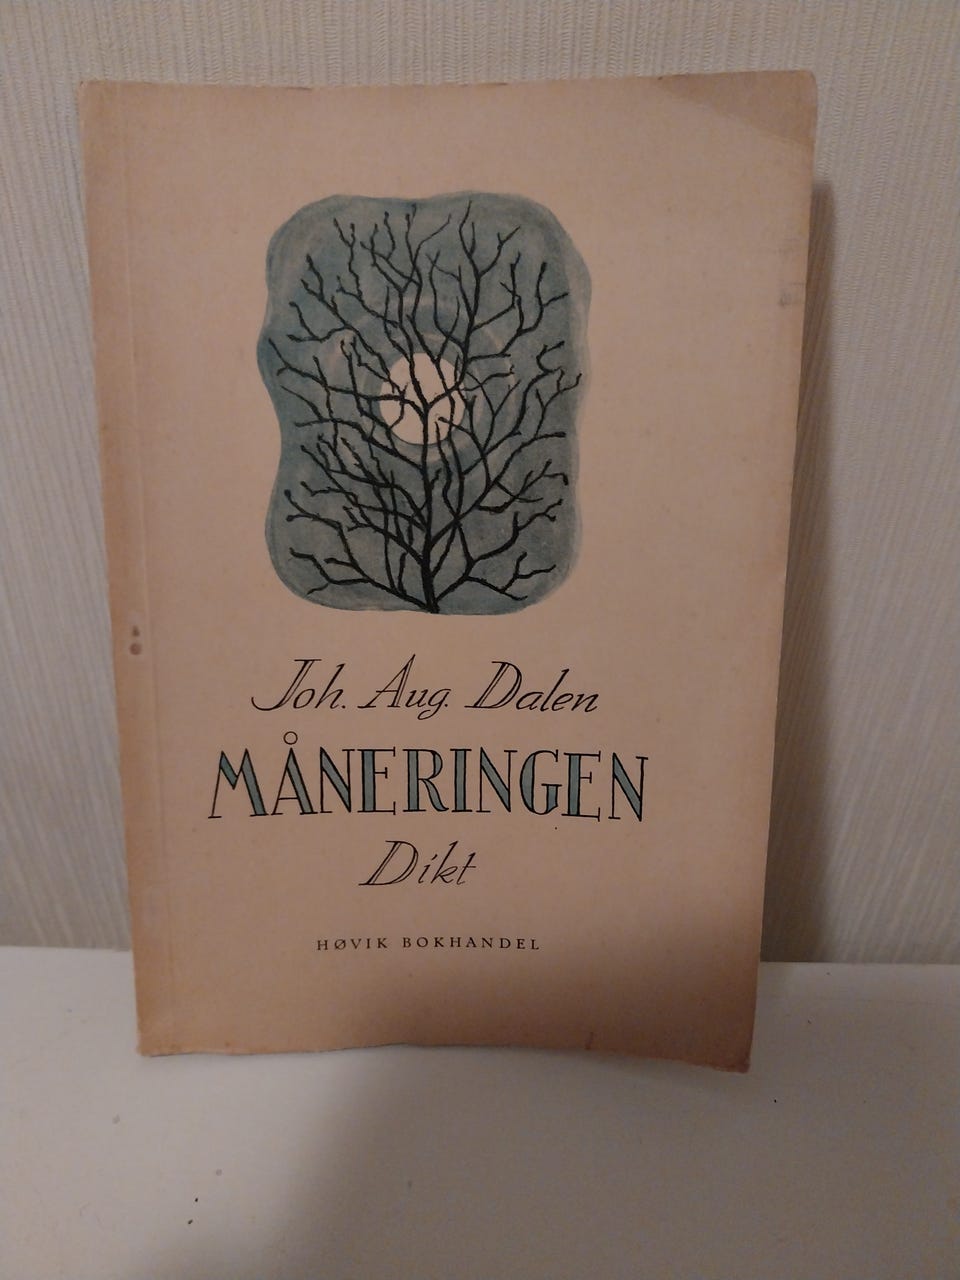 Joh. Aug. Dalen
MÅNERINGEN
Dikt
HØVIK BOKHANDEL